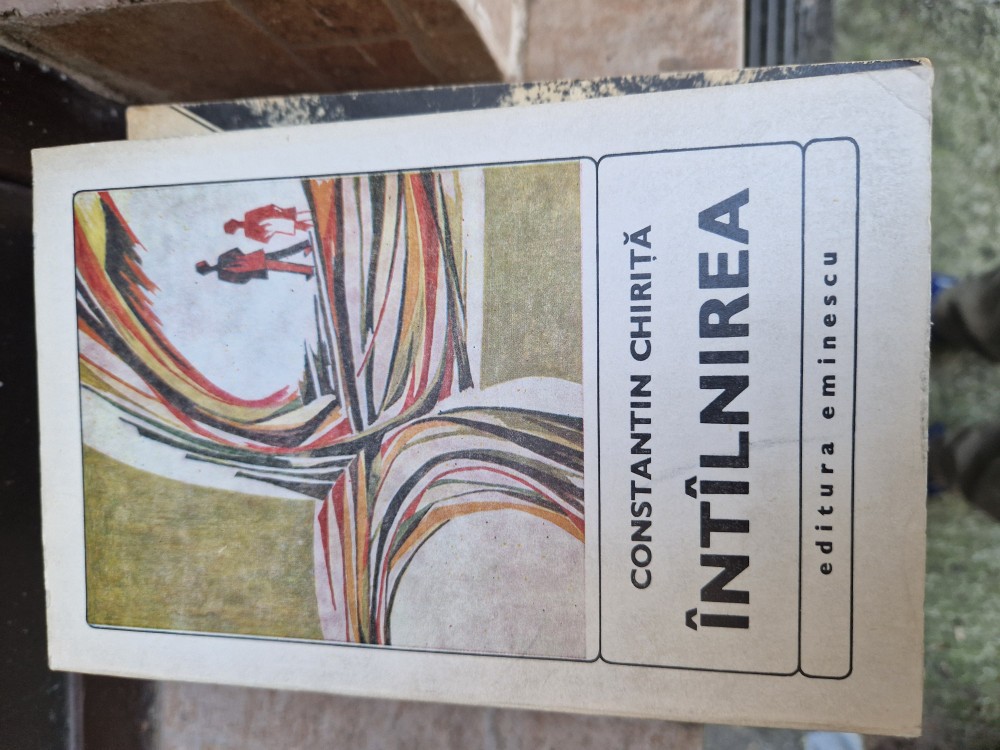 CONSTANTIN CHIRIȚĂ
ÎNTÎLNIREA
editura eminescu